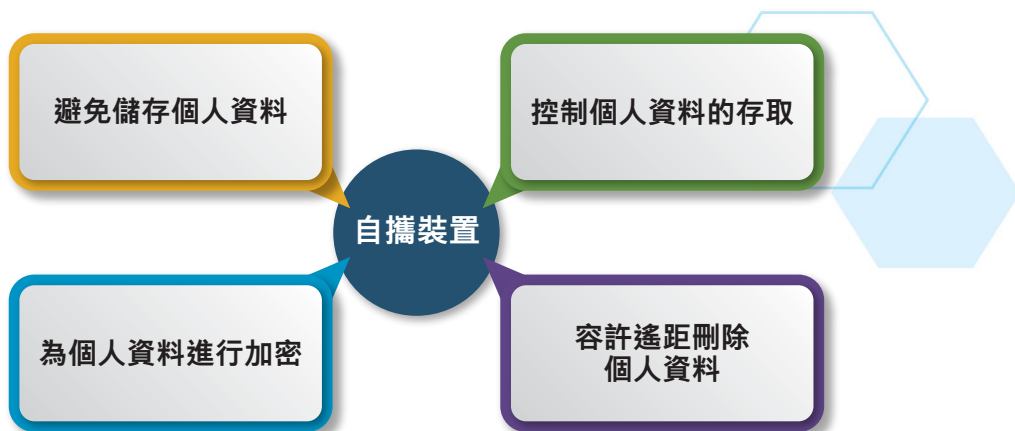 避免儲存個人資料
控制個人資料的存取
自攜裝置
為個人資料進行加密
容許遙距刪除
個人資料